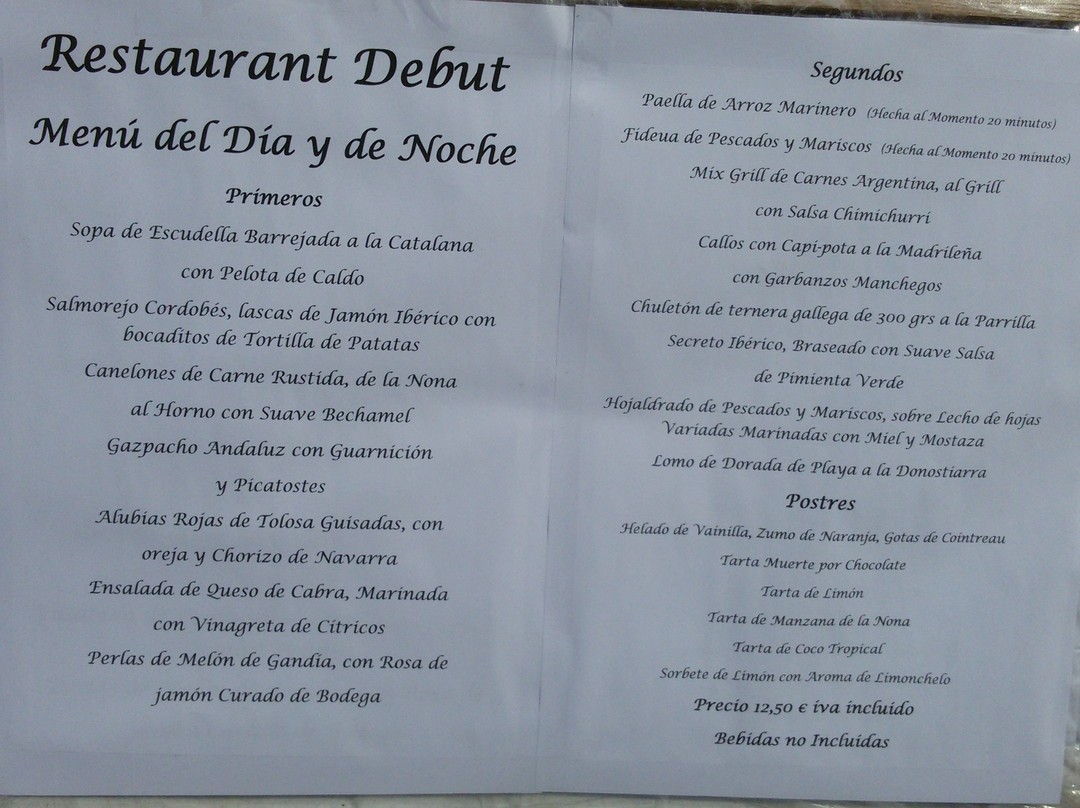 Restaurant Debut
Menú del Día y de Noche
Primeros
Sopa de Escudella Barrejada a la Catalana
con Pelota de Caldo
Salmorejo Cordobés, lascas de Jamón Ibérico con
bocaditos de Tortilla de Patatas
Canelones de Carne Rustida, de la Nona
al Horno con Suave Bechamel
Gazpacho Andaluz con Guarnición
y Picatostes
Alubias Rojas de Tolosa Guisadas, con
oreja y Chorizo de Navarra
Ensalada de Queso de Cabra, Marinada
con Vinagreta de Cítricos
Perlas de Melón de Gandía, con Rosa de
jamón Curado de Bodega
Segundos
Paella de Arroz Marinero (Hecha al Momento 20 minutos)
Fideua de Pescados y Mariscos (Hecha al Momento 20 minutos)
Mix Grill de Carnes Argentina, al Grill
con Salsa Chimichurri
Callos con Capi-pota a la Madrileña
con Garbanzos Manchegos
Chuletón de ternera gallega de 300 grs a la Parrilla
Secreto Ibérico, Braseado con Suave Salsa
de Pimienta Verde
Hojaldrado de Pescados y Mariscos, sobre Lecho de hojas
Variadas Marinadas con Miel y Mostaza
Lomo de Dorada de Playa a la Donostiarra
Postres
Helado de Vainilla, Zumo de Naranja, Gotas de Cointreau
Tarta Muerte por Chocolate
Tarta de Limón
Tarta de Manzana de la Nona
Tarta de Coco Tropical
Sorbete de Limón con Aroma de Limonchelo
Precio 12,50 € iva incluido
Bebidas no Incluidas